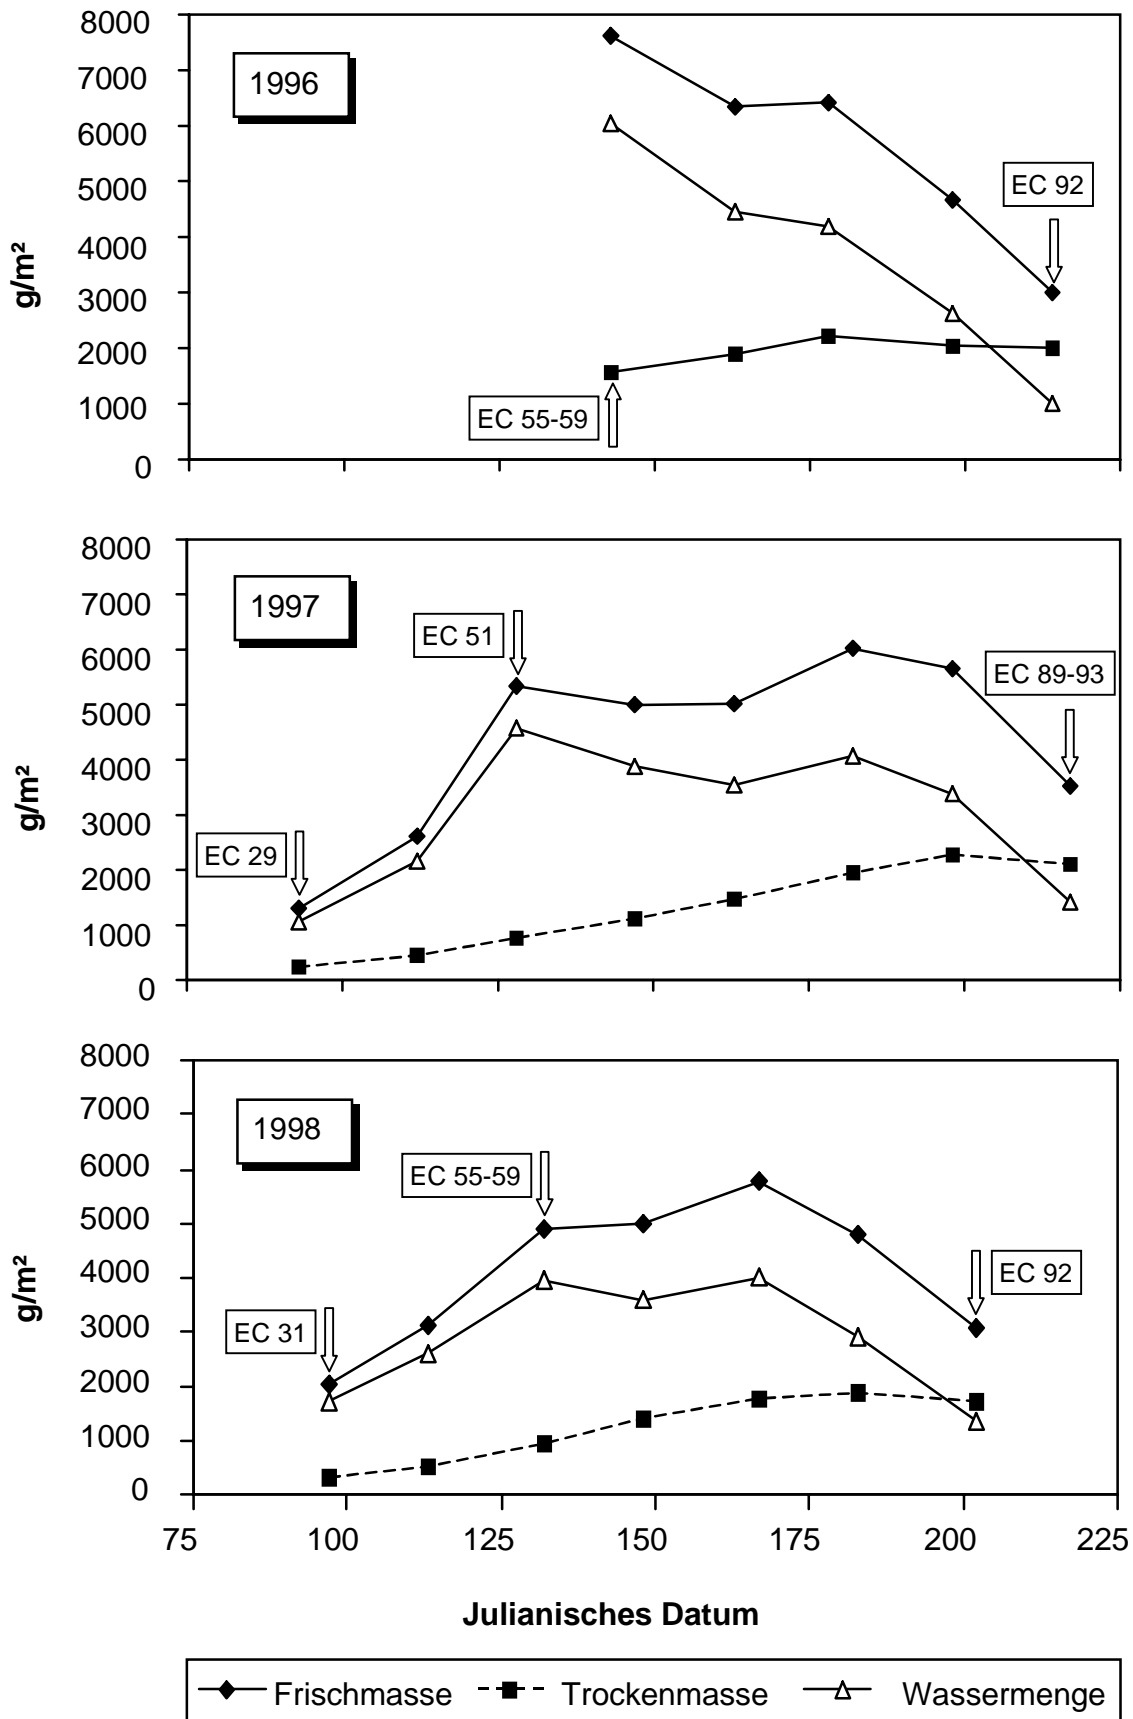 8000
7000
6000
5000
4000
3000
2000
1000
0
g/m²
1996
EC 92
EC 55-59
8000
7000
6000
5000
4000
3000
2000
1000
0
g/m²
1997
EC 51
EC 89-93
EC 29
8000
7000
6000
5000
4000
3000
2000
1000
0
g/m²
1998
EC 55-59
EC 92
EC 31
75 100 125 150 175 200 225
Julianisches Datum
Frischmasse Trockenmasse Wassermenge